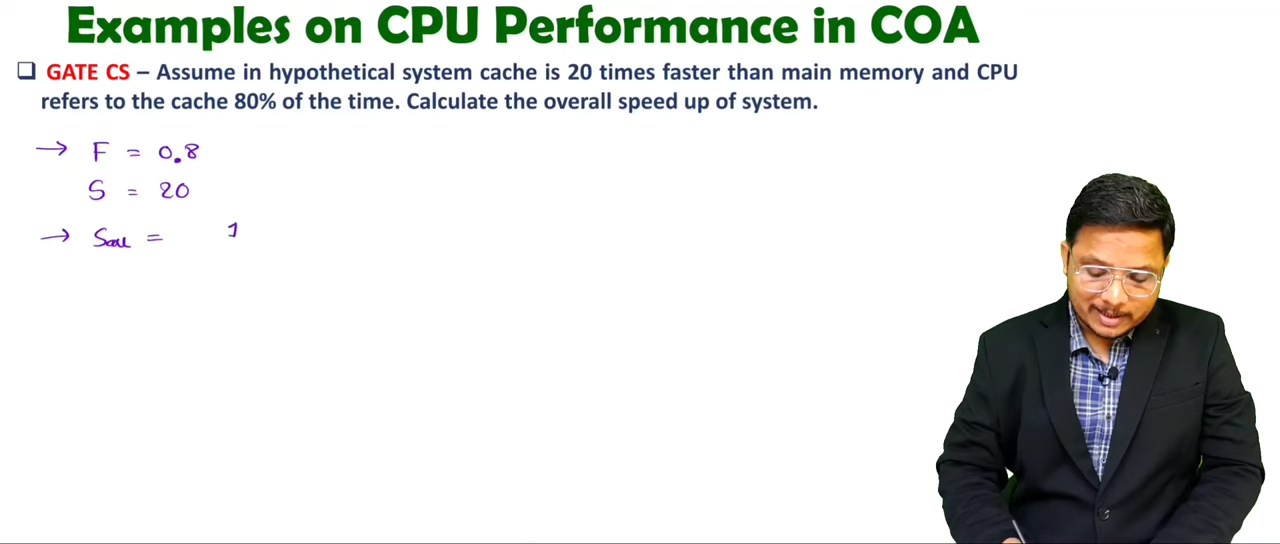 Examples on CPU Performance in COA
❑ GATE CS – Assume in hypothetical system cache is 20 times faster than main memory and CPU
refers to the cache 80% of the time. Calculate the overall speed up of system.
→ F = 0.8
S = 20
→ Sall = 1